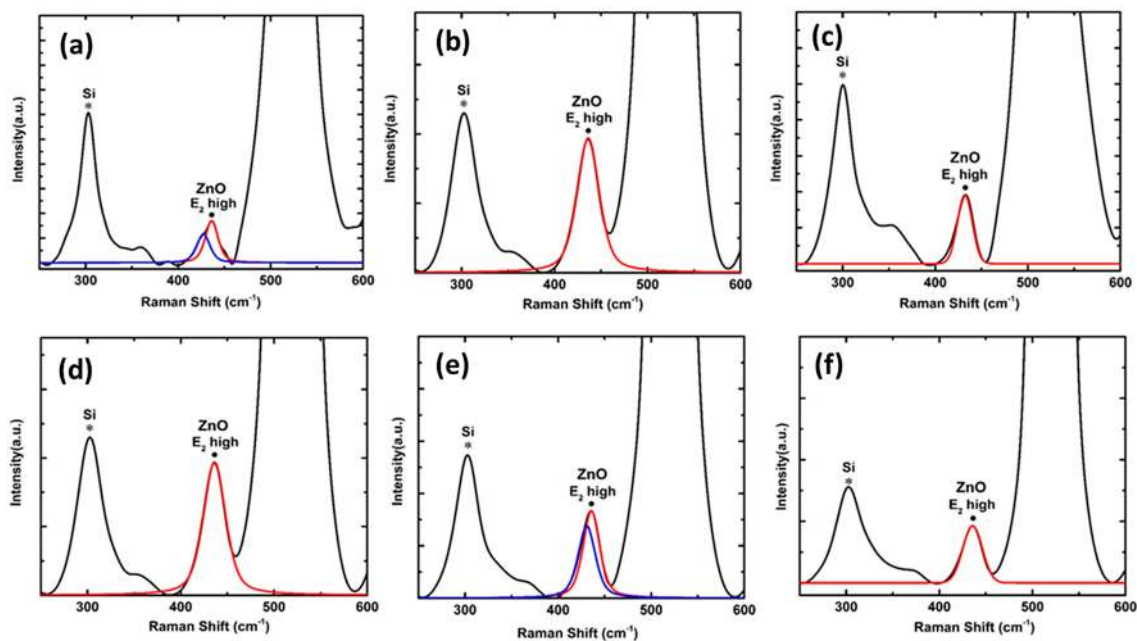 (a)
Si
*
ZnO
E₂ high
Intensity(a.u.)
300 400 500 600
Raman Shift (cm⁻¹)
(b)
Si
*
ZnO
E₂ high
Intensity(a.u.)
300 400 500 600
Raman Shift (cm⁻¹)
(c)
Si
*
ZnO
E₂ high
Intensity(a.u.)
300 400 500 600
Raman Shift (cm⁻¹)
(d)
Si
*
ZnO
E₂ high
Intensity(a.u.)
300 400 500 600
Raman Shift (cm⁻¹)
(e)
Si
*
ZnO
E₂ high
Intensity(a.u.)
300 400 500 600
Raman Shift (cm⁻¹)
(f)
Si
*
ZnO
E₂ high
Intensity(a.u.)
300 400 500 600
Raman Shift (cm⁻¹)